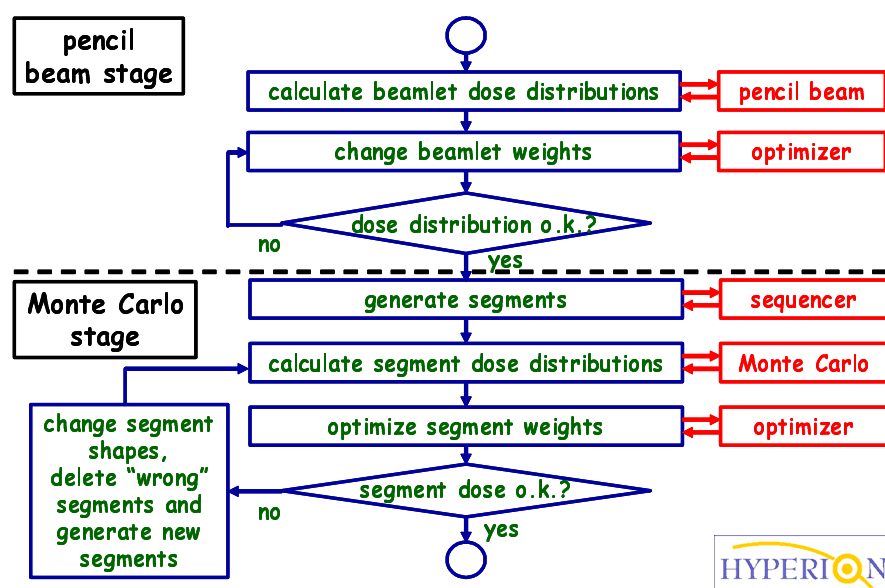 pencil
beam stage
calculate beamlet dose distributions
pencil beam
change beamlet weights
optimizer
dose distribution o.k.?
no
yes
Monte Carlo
stage
generate segments
sequencer
calculate segment dose distributions
Monte Carlo
change segment
shapes,
delete “wrong”
segments and
generate new
segments
optimize segment weights
optimizer
segment dose o.k.?
no
yes
HYPERION